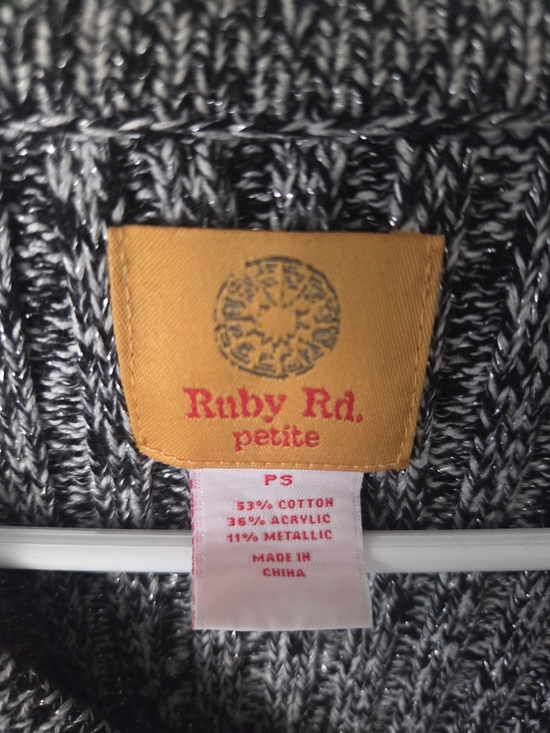 Ruby Rd.
petite
PS
53% COTTON
36% ACRYLIC
11% METALLIC
MADE IN
CHINA